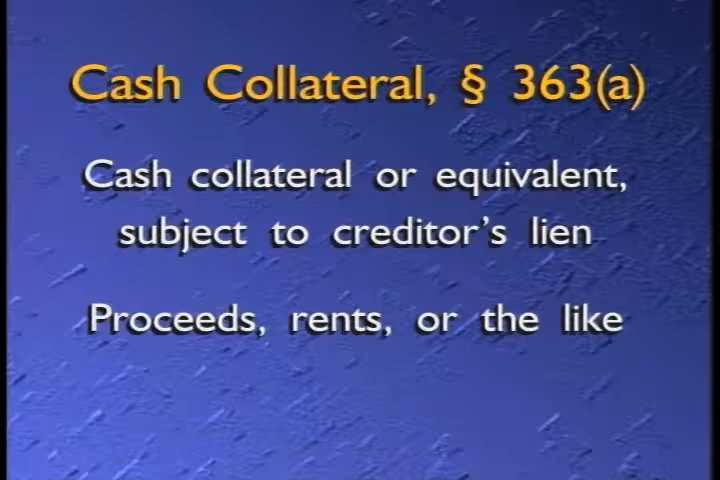 Cash Collateral, § 363(a)
Cash collateral or equivalent,
subject to creditor's lien
Proceeds, rents, or the like